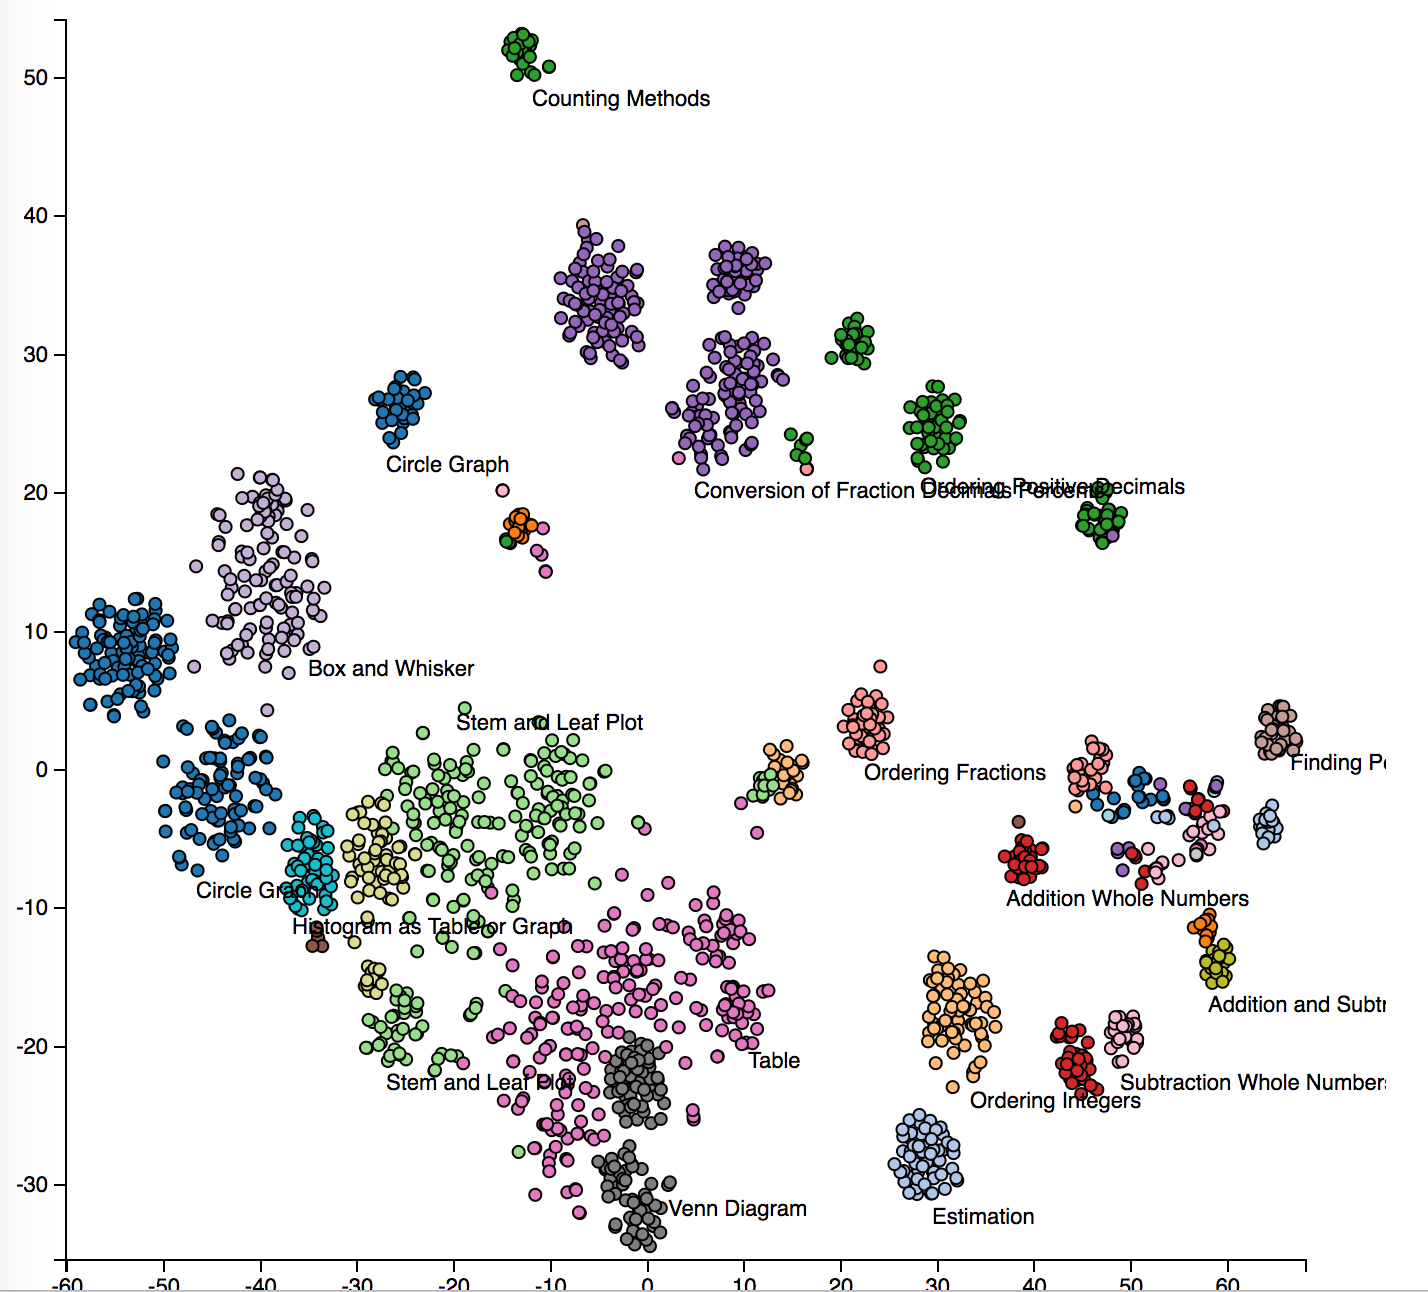 50
Counting Methods
40
30
Circle Graph
20
Conversion of Fraction Decimals Percents
Ordering Positive Decimals
10
Box and Whisker
Stem and Leaf Plot
0
Ordering Fractions
Finding Pe
Circle Graph
Addition Whole Numbers
-10
Histogram as Table or Graph
Addition and Subtr
-20
Table
Stem and Leaf Plot
Subtraction Whole Numbers
Ordering Integers
-30
Venn Diagram
Estimation
-60 -50 -40 -30 -20 -10 0 10 20 30 40 50 60